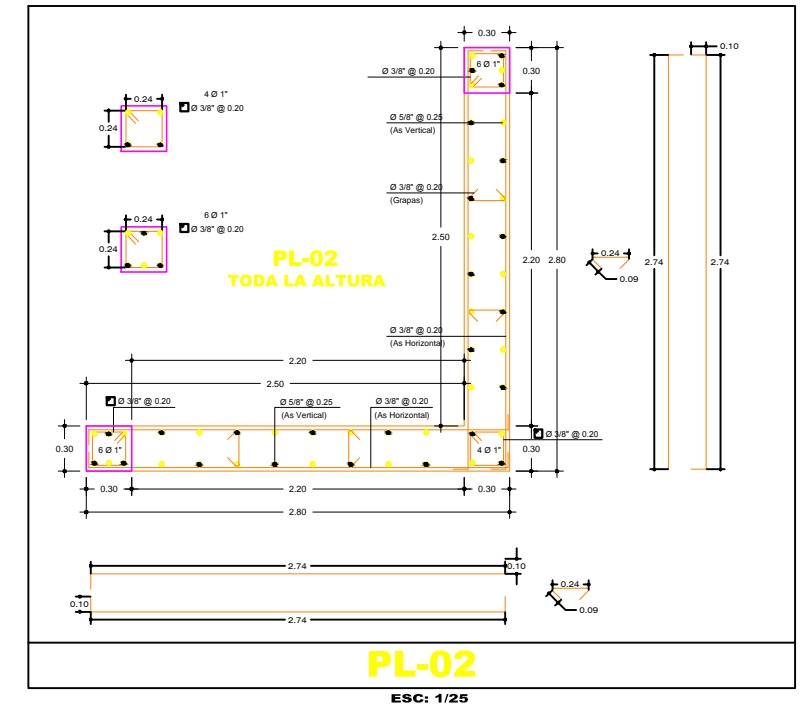 0.30
0.10
Ø 3/8" @ 0.20
6 Ø 1"
0.30
4 Ø 1"
0.24
Ø 3/8" @ 0.20
0.24
Ø 5/8" @ 0.25
(As Vertical)
Ø 3/8" @ 0.20
(Grapas)
6 Ø 1"
0.24
Ø 3/8" @ 0.20
0.24
2.50
PL-02
TODA LA ALTURA
2.20
2.80
0.24
0.09
2.74
2.74
Ø 3/8" @ 0.20
(As Horizontal)
2.20
2.50
Ø 3/8" @ 0.20
Ø 5/8" @ 0.25
(As Vertical)
Ø 3/8" @ 0.20
(As Horizontal)
Ø 3/8" @ 0.20
0.30
6 Ø 1"
4 Ø 1"
0.30
0.30
2.20
0.30
2.80
2.74
0.10
0.24
0.10
0.09
2.74
PL-02
ESC: 1/25